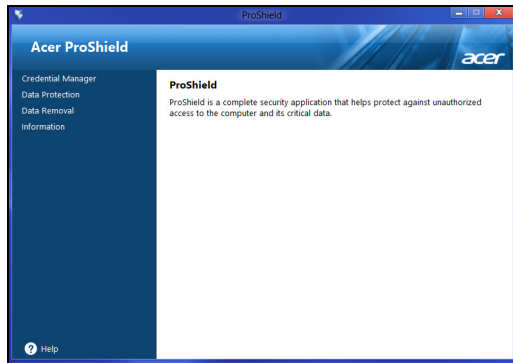 ProShield
Acer ProShield
acer
Credential Manager
Data Protection
Data Removal
Information
ProShield
ProShield is a complete security application that helps protect against unauthorized
access to the computer and its critical data.
? Help